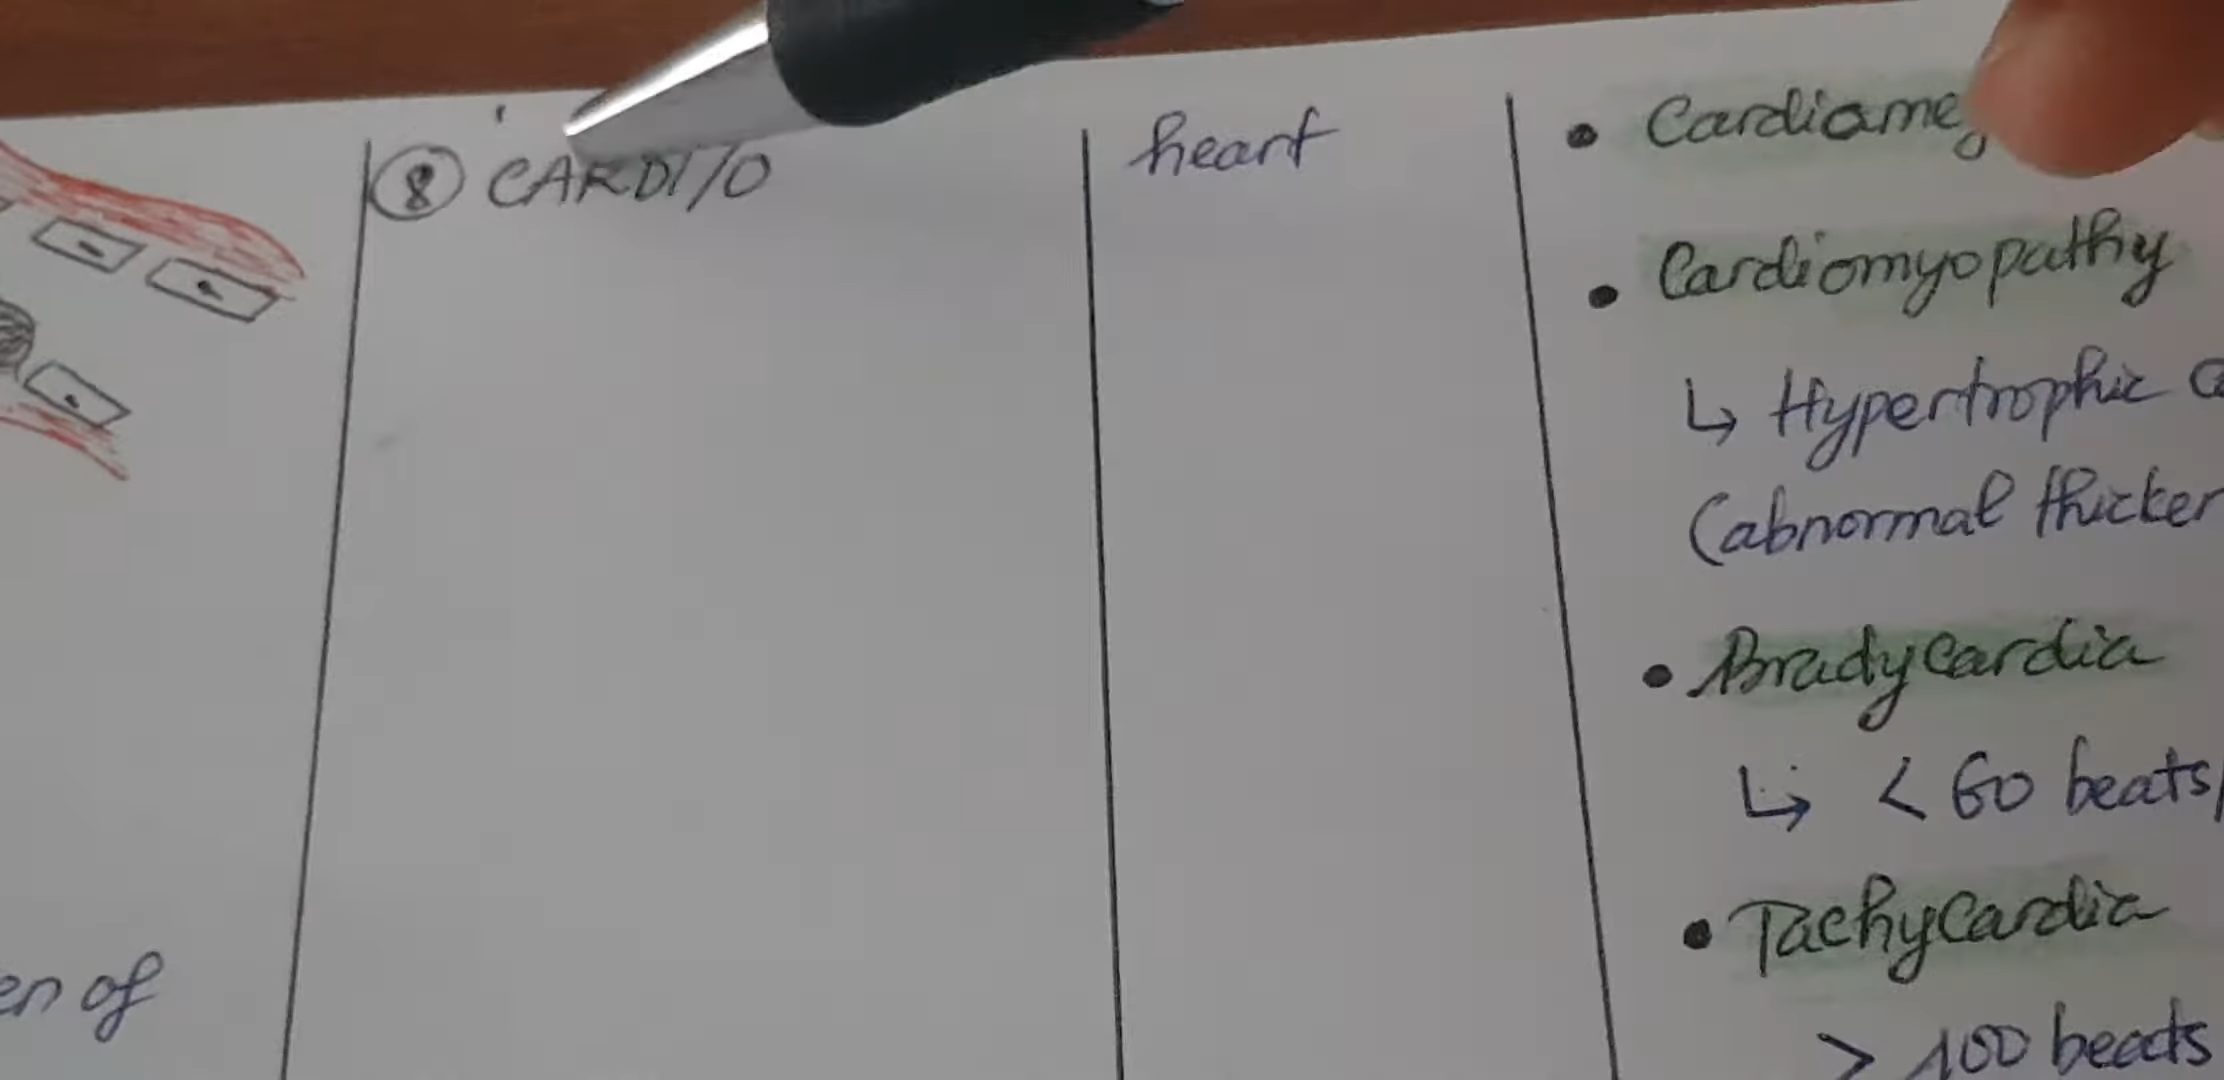 ⑧ CARDI/O
heart
• Cardiome
• Cardiomyopathy
↳ Hypertrophic
(abnormal thicker
• Bradycardia
↳ < 60 beats/
• Tachycardia
> 100 beats
en of